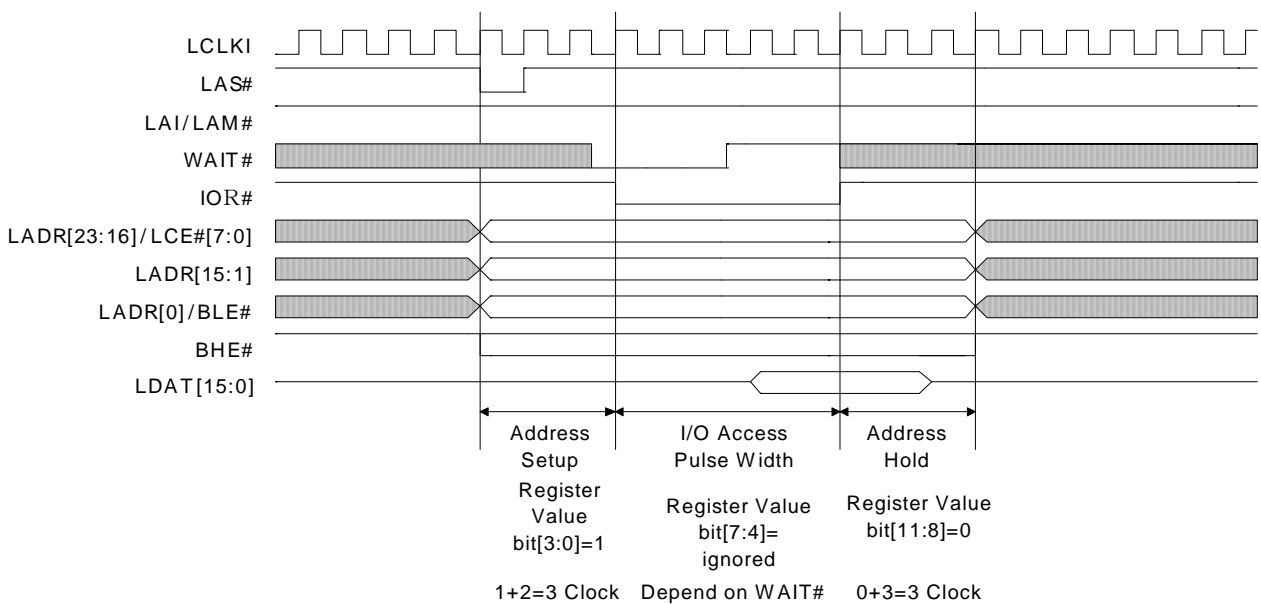 LCLKI
LAS#
LAI/LAM#
WAIT#
IOR#
LADR[23:16]/LCE#[7:0]
LADR[15:1]
LADR[0]/BLE#
BHE#
LDAT[15:0]
Address
Setup
Register
Value
bit[3:0]=1
1+2=3 Clock
I/O Access
Pulse Width
Register Value
bit[7:4]=
ignored
Depend on WAIT#
Address
Hold
Register Value
bit[11:8]=0
0+3=3 Clock